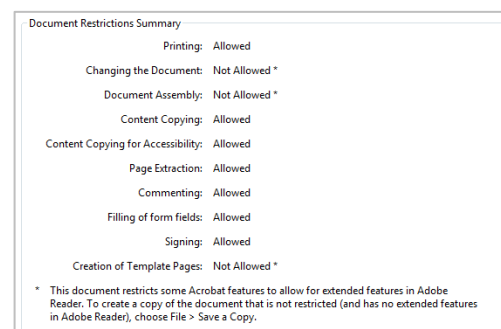 Document Restrictions Summary
Printing: Allowed
Changing the Document: Not Allowed *
Document Assembly: Not Allowed *
Content Copying: Allowed
Content Copying for Accessibility: Allowed
Page Extraction: Allowed
Commenting: Allowed
Filling of form fields: Allowed
Signing: Allowed
Creation of Template Pages: Not Allowed *
* This document restricts some Acrobat features to allow for extended features in Adobe
Reader. To create a copy of the document that is not restricted (and has no extended features
in Adobe Reader), choose File > Save a Copy.